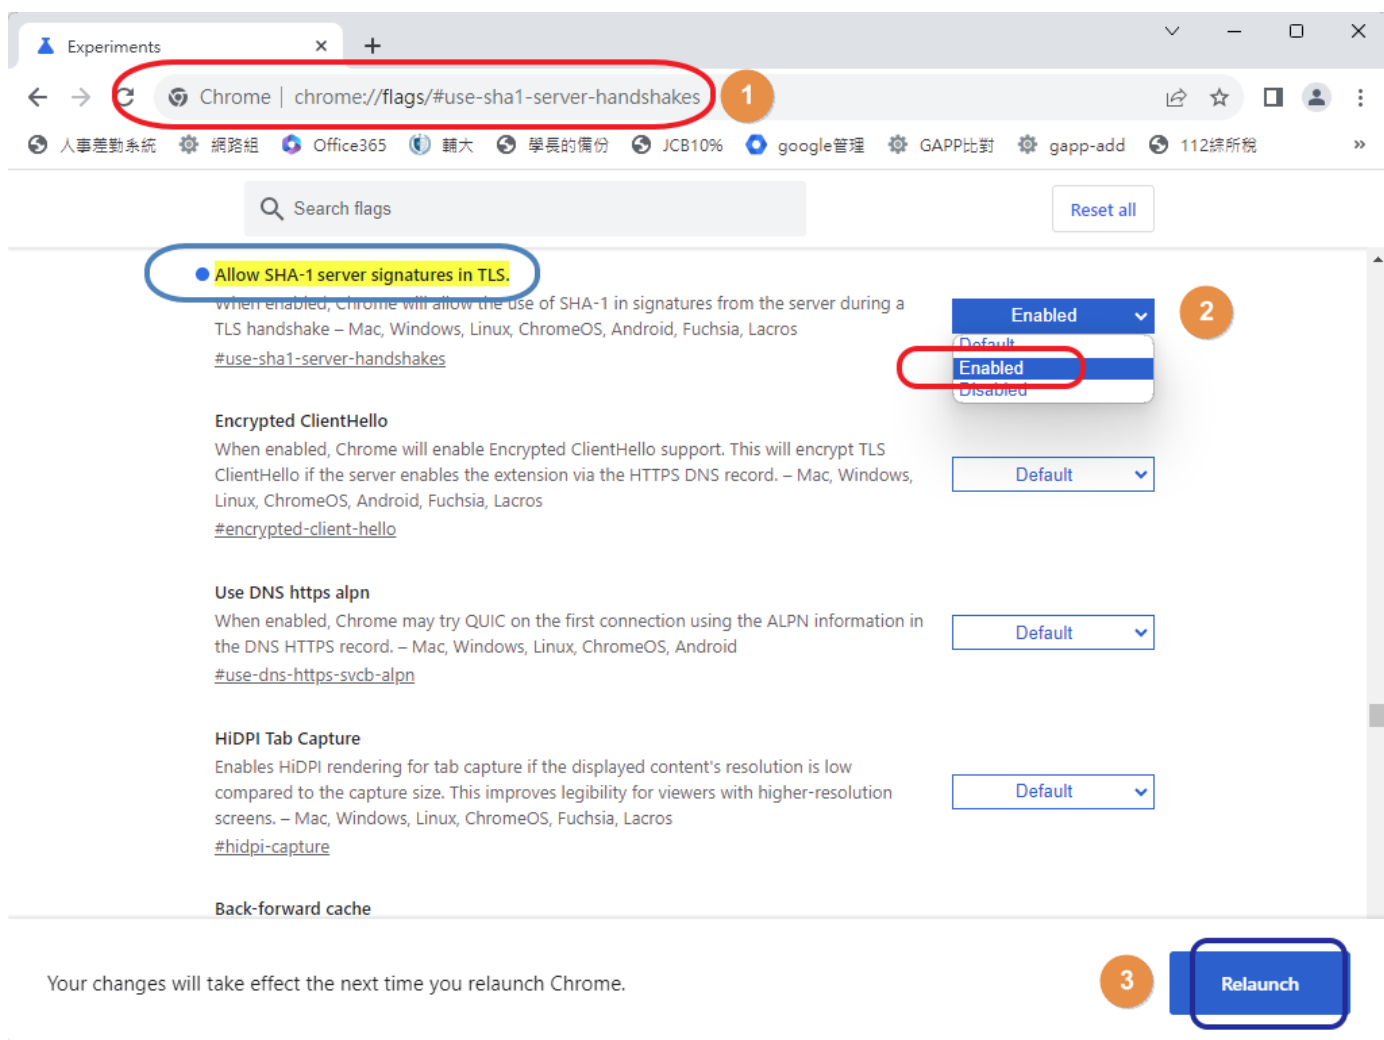 Experiments
Chrome | chrome://flags/#use-sha1-server-handshakes
1
人事差勤系統 網路組 Office365 輔大 學長的備份 JCB10% google管理 GAPP比對 gapp-add 112綜所稅 »
Search flags
Reset all
Allow SHA-1 server signatures in TLS.
When enabled, Chrome will allow the use of SHA-1 in signatures from the server during a
TLS handshake – Mac, Windows, Linux, ChromeOS, Android, Fuchsia, Lacros
#use-sha1-server-handshakes
Enabled
2
Default
Enabled
Disabled
Encrypted ClientHello
When enabled, Chrome will enable Encrypted ClientHello support. This will encrypt TLS
ClientHello if the server enables the extension via the HTTPS DNS record. – Mac, Windows,
Linux, ChromeOS, Android, Fuchsia, Lacros
#encrypted-client-hello
Default
Use DNS https alpn
When enabled, Chrome may try QUIC on the first connection using the ALPN information in
the DNS HTTPS record. – Mac, Windows, Linux, ChromeOS, Android
#use-dns-https-svcb-alpn
Default
HiDPI Tab Capture
Enables HiDPI rendering for tab capture if the displayed content's resolution is low
compared to the capture size. This improves legibility for viewers with higher-resolution
screens. – Mac, Windows, Linux, ChromeOS, Fuchsia, Lacros
#hidpi-capture
Default
Back-forward cache
Your changes will take effect the next time you relaunch Chrome.
3
Relaunch